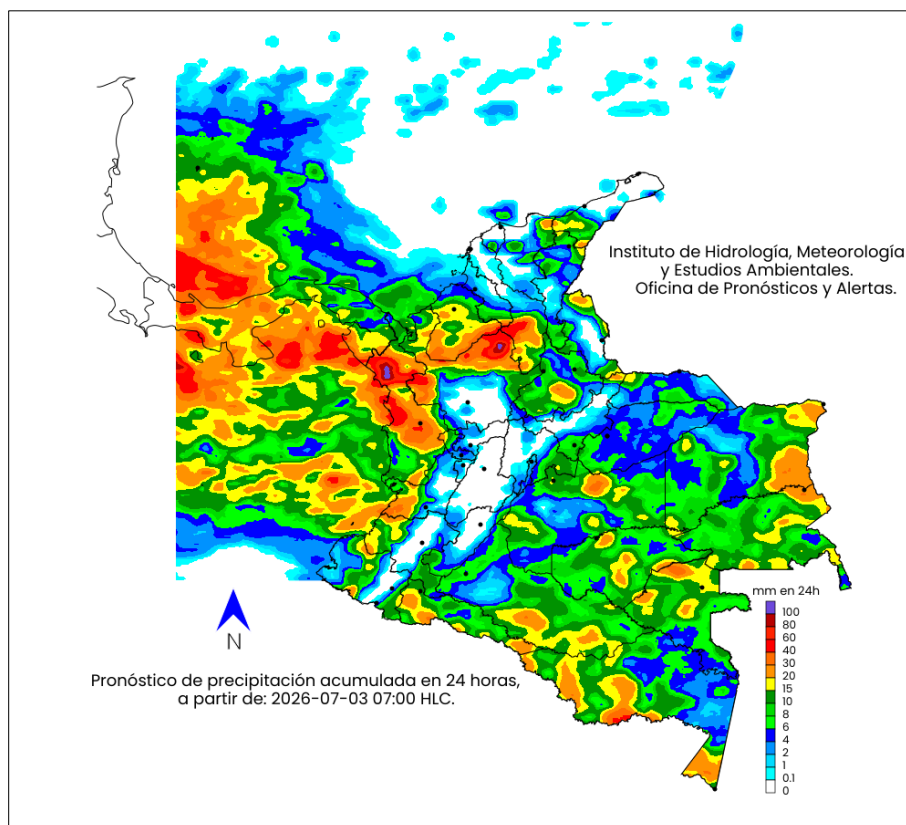 Instituto de Hidrología, Meteorología
y Estudios Ambientales.
Oficina de Pronósticos y Alertas.
mm en 24h
100
80
60
40
30
20
15
10
8
6
4
2
1
0.1
0
N
Pronóstico de precipitación acumulada en 24 horas,
a partir de: 2026-07-03 07:00 HLC.